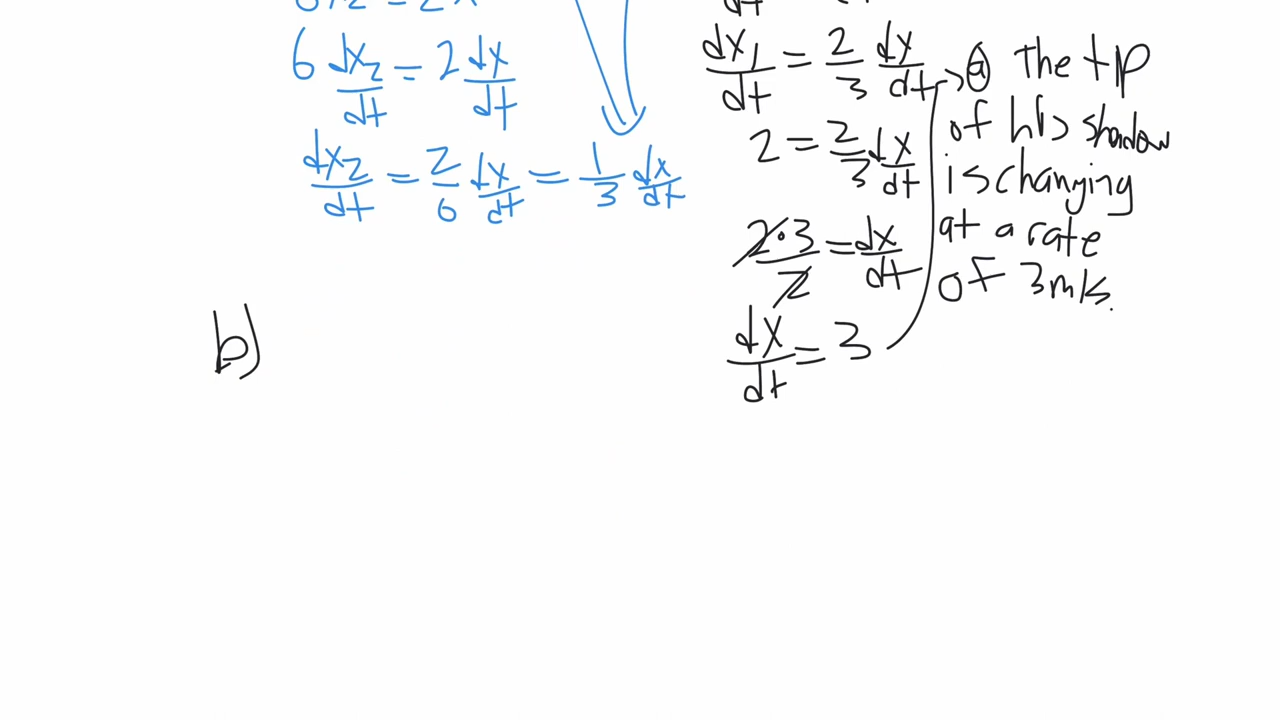 6 dx₂/dt = 2 dx/dt
dx₂/dt = 2/6 dx/dt = 1/3 dx/dt
dx₁/dt = 2/3 dx/dt
2 = 2/3 dx/dt
2·3/2 = dx/dt
dx/dt = 3
→ a the tip
of his shadow
is changing
at a rate
of 3m/s.
b)